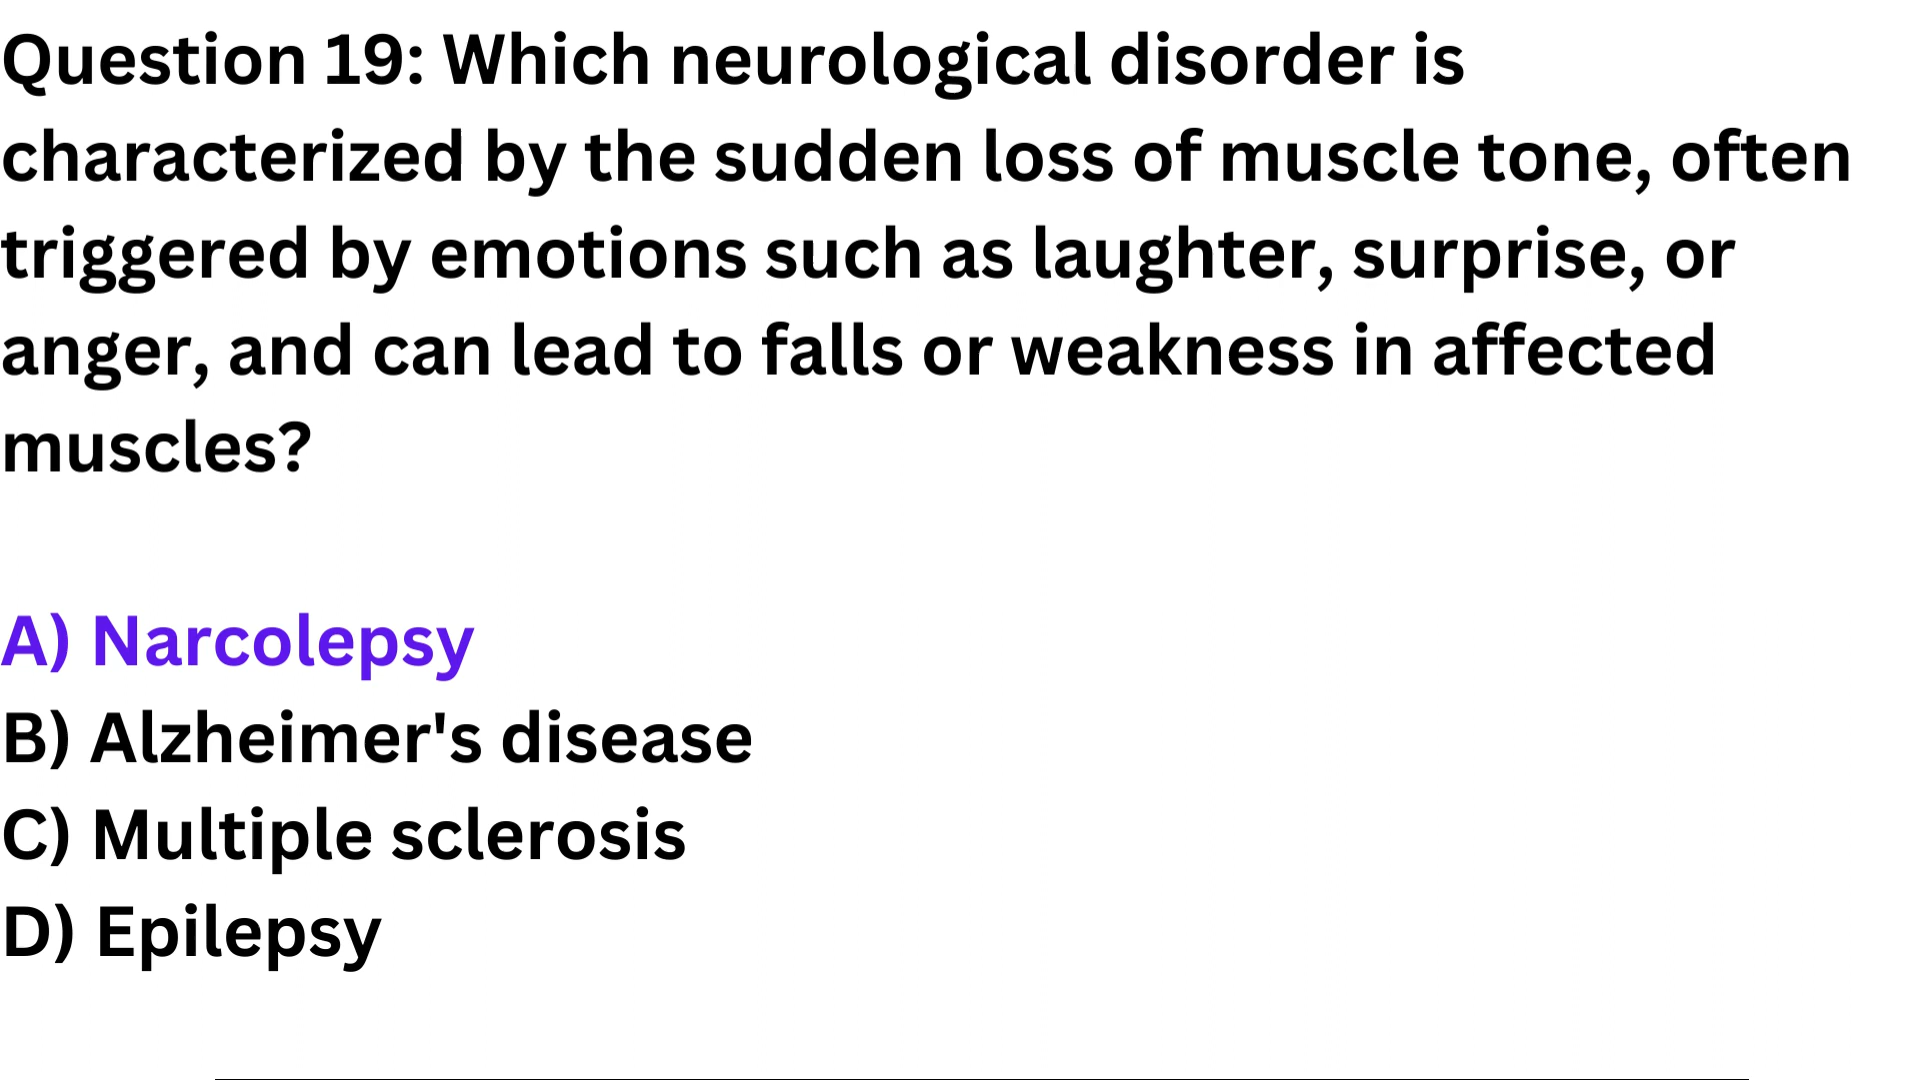 Question 19: Which neurological disorder is
characterized by the sudden loss of muscle tone, often
triggered by emotions such as laughter, surprise, or
anger, and can lead to falls or weakness in affected
muscles?
A) Narcolepsy
B) Alzheimer's disease
C) Multiple sclerosis
D) Epilepsy